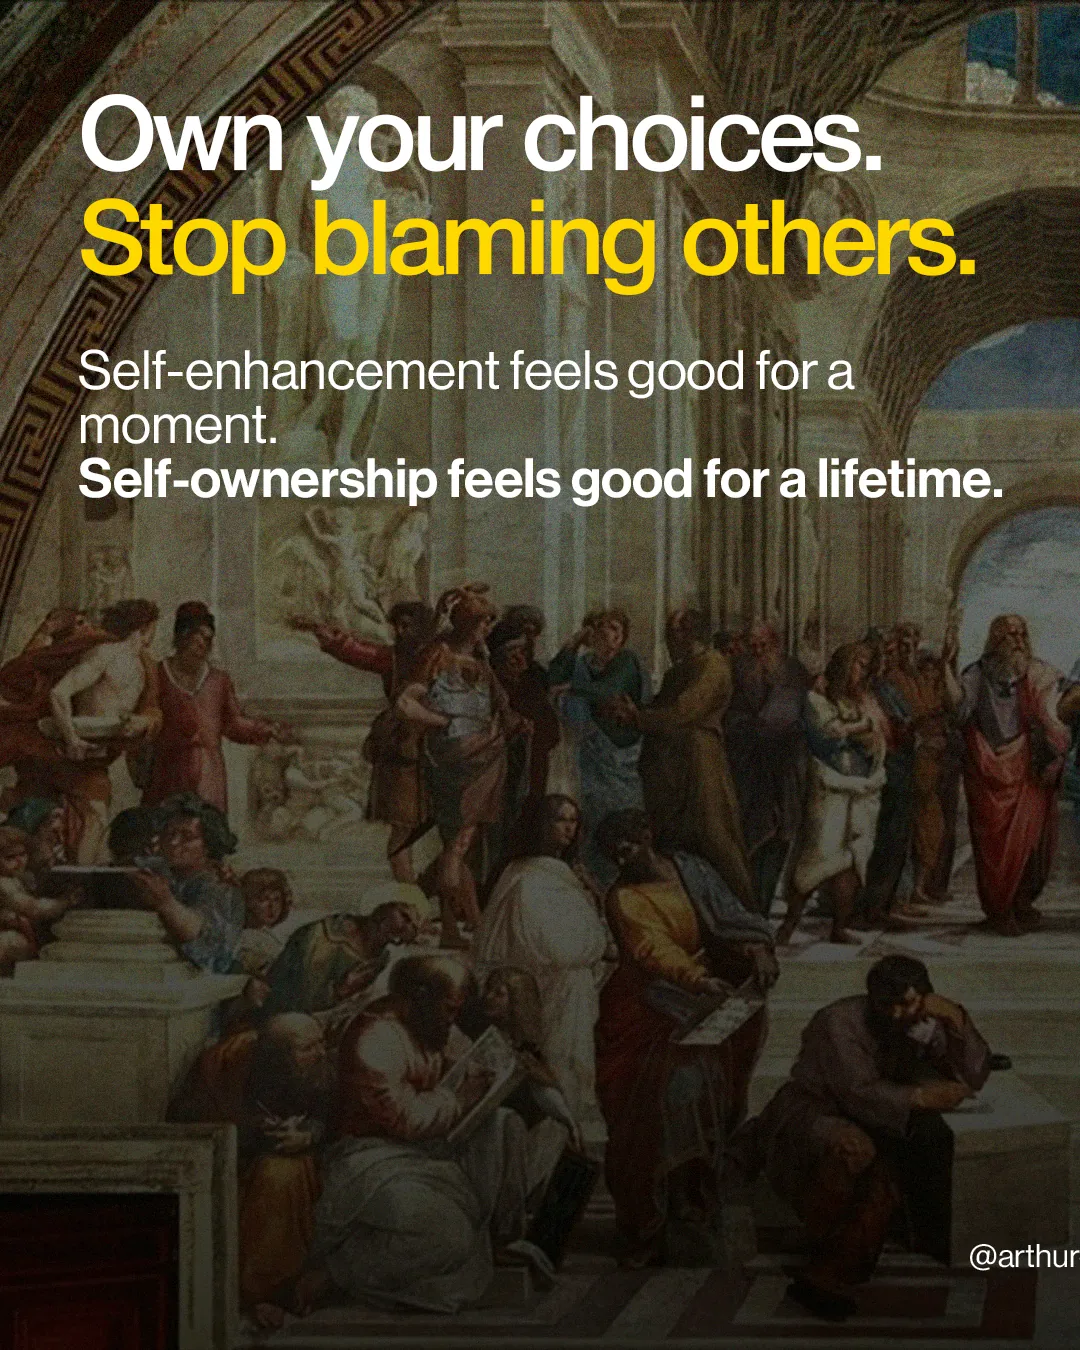 Own your choices.
Stop blaming others.
Self-enhancement feels good for a
moment.
Self-ownership feels good for a lifetime.
@arthur